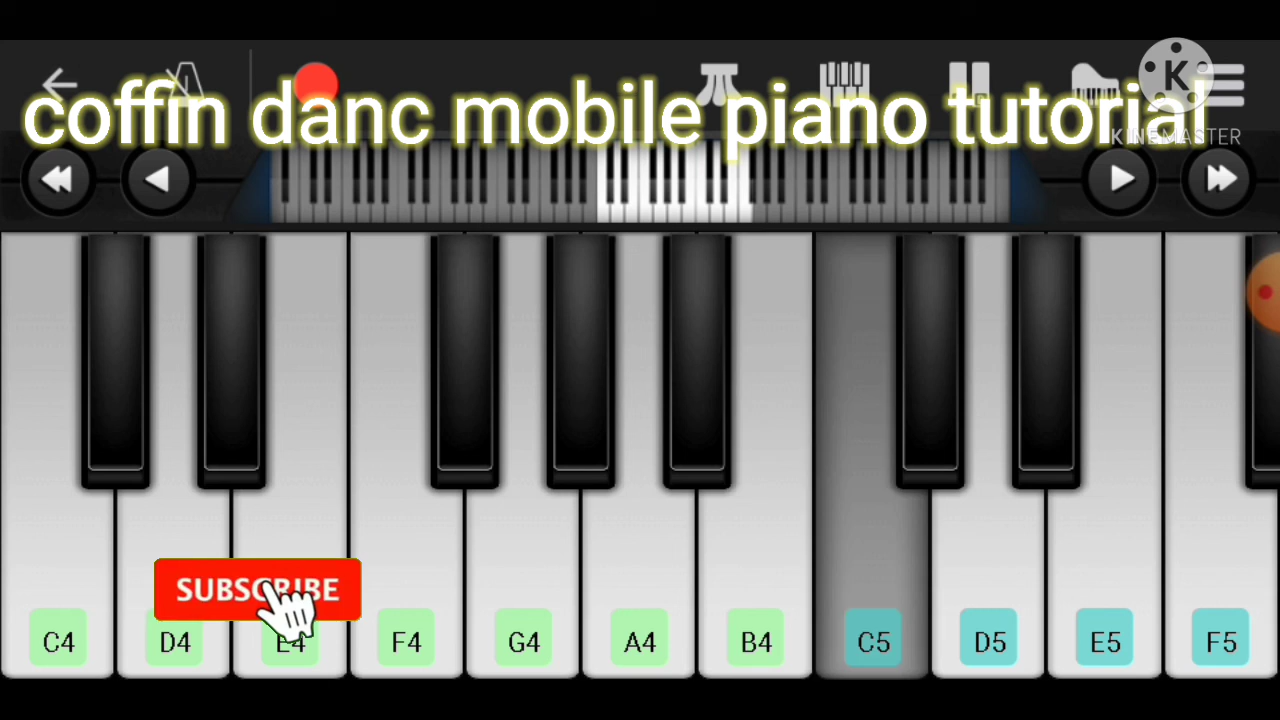 coffin danc mobile piano tutorial
K
KINEMASTER
SUBSCRIBE
C4 D4 E4 F4 G4 A4 B4 C5 D5 E5 F5